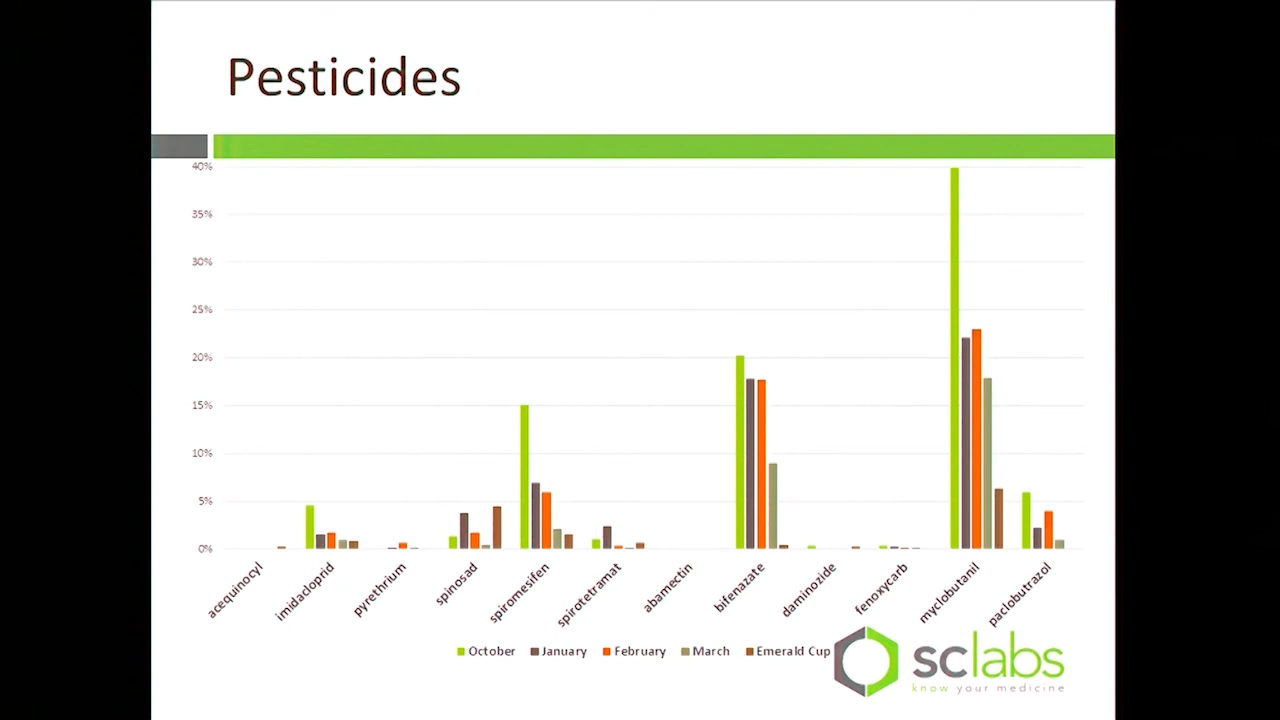 Pesticides
40%
35%
30%
25%
20%
15%
10%
5%
0%
acequinocyl
imidacloprid
pyrethrium
spinosad
spiromesifen
spirotetramat
abamectin
bifenazate
daminozide
fenoxycarb
myclobutanil
paclobutrazol
October January February March Emerald Cup
sclabs
know your medicine